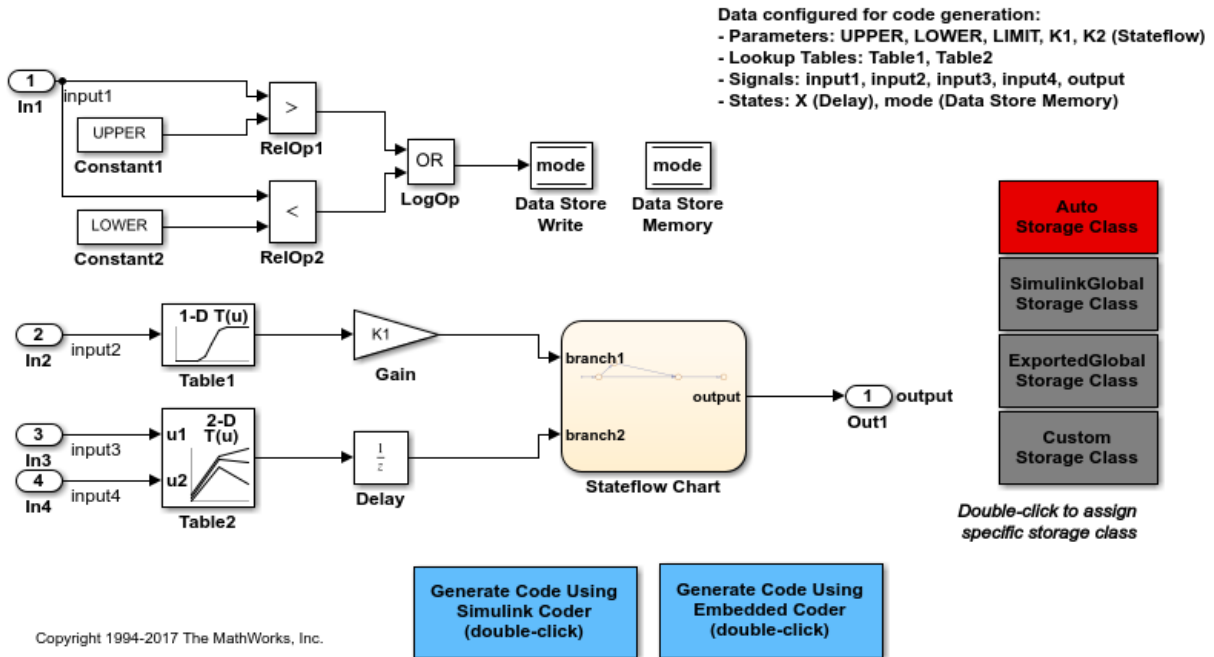 Data configured for code generation:
- Parameters: UPPER, LOWER, LIMIT, K1, K2 (Stateflow)
- Lookup Tables: Table1, Table2
- Signals: input1, input2, input3, input4, output
- States: X (Delay), mode (Data Store Memory)
1
In1
input1
UPPER
Constant1
>
RelOp1
LOWER
Constant2
<
RelOp2
OR
LogOp
mode
Data Store
Write
mode
Data Store
Memory
2
In2
input2
1-D T(u)
Table1
K1
Gain
3
In3
input3
4
In4
input4
u1
u2
2-D
T(u)
Table2
1
z
Delay
branch1
branch2
output
Stateflow Chart
1
Out1
output
Auto
Storage Class
SimulinkGlobal
Storage Class
ExportedGlobal
Storage Class
Custom
Storage Class
Double-click to assign
specific storage class
Generate Code Using
Simulink Coder
(double-click)
Generate Code Using
Embedded Coder
(double-click)
Copyright 1994-2017 The MathWorks, Inc.